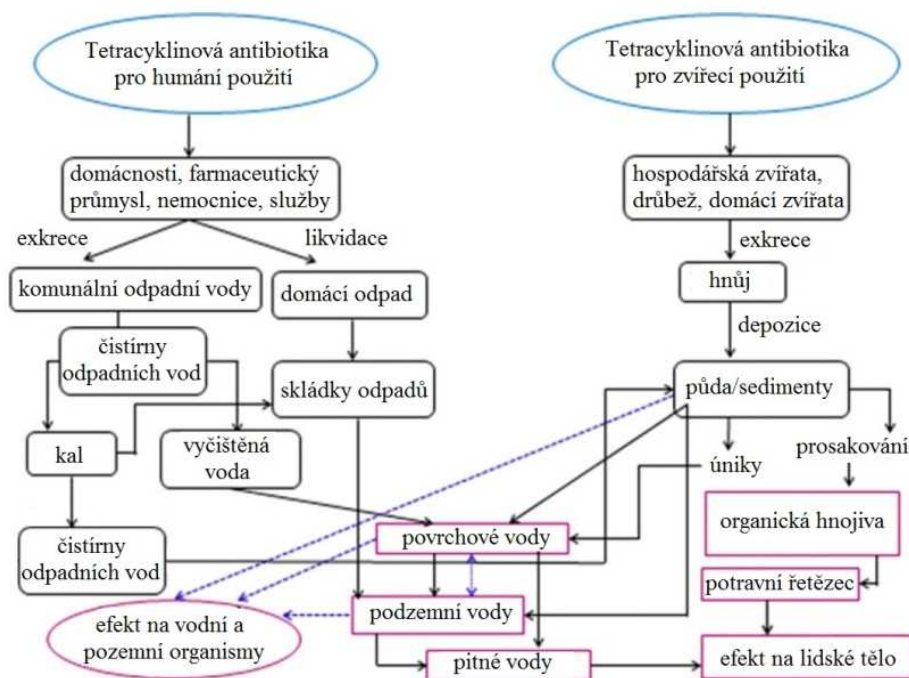 Tetracyklinová antibiotika
pro humání použití
Tetracyklinová antibiotika
pro zvířecí použití
domácnosti, farmaceutický
průmysl, nemocnice, služby
hospodářská zvířata,
drůbež, domácí zvířata
exkrece
likvidace
exkrece
komunální odpadní vody
domácí odpad
hnůj
depozice
čistírny
odpadních vod
skládky odpadů
půda/sedimenty
kal
vyčištěná
voda
úniky
prosakování
organická hnojiva
čistírny
odpadních vod
povrchové vody
potravní řetězec
podzemní vody
efekt na vodní a
pozemní organismy
pitné vody
efekt na lidské tělo